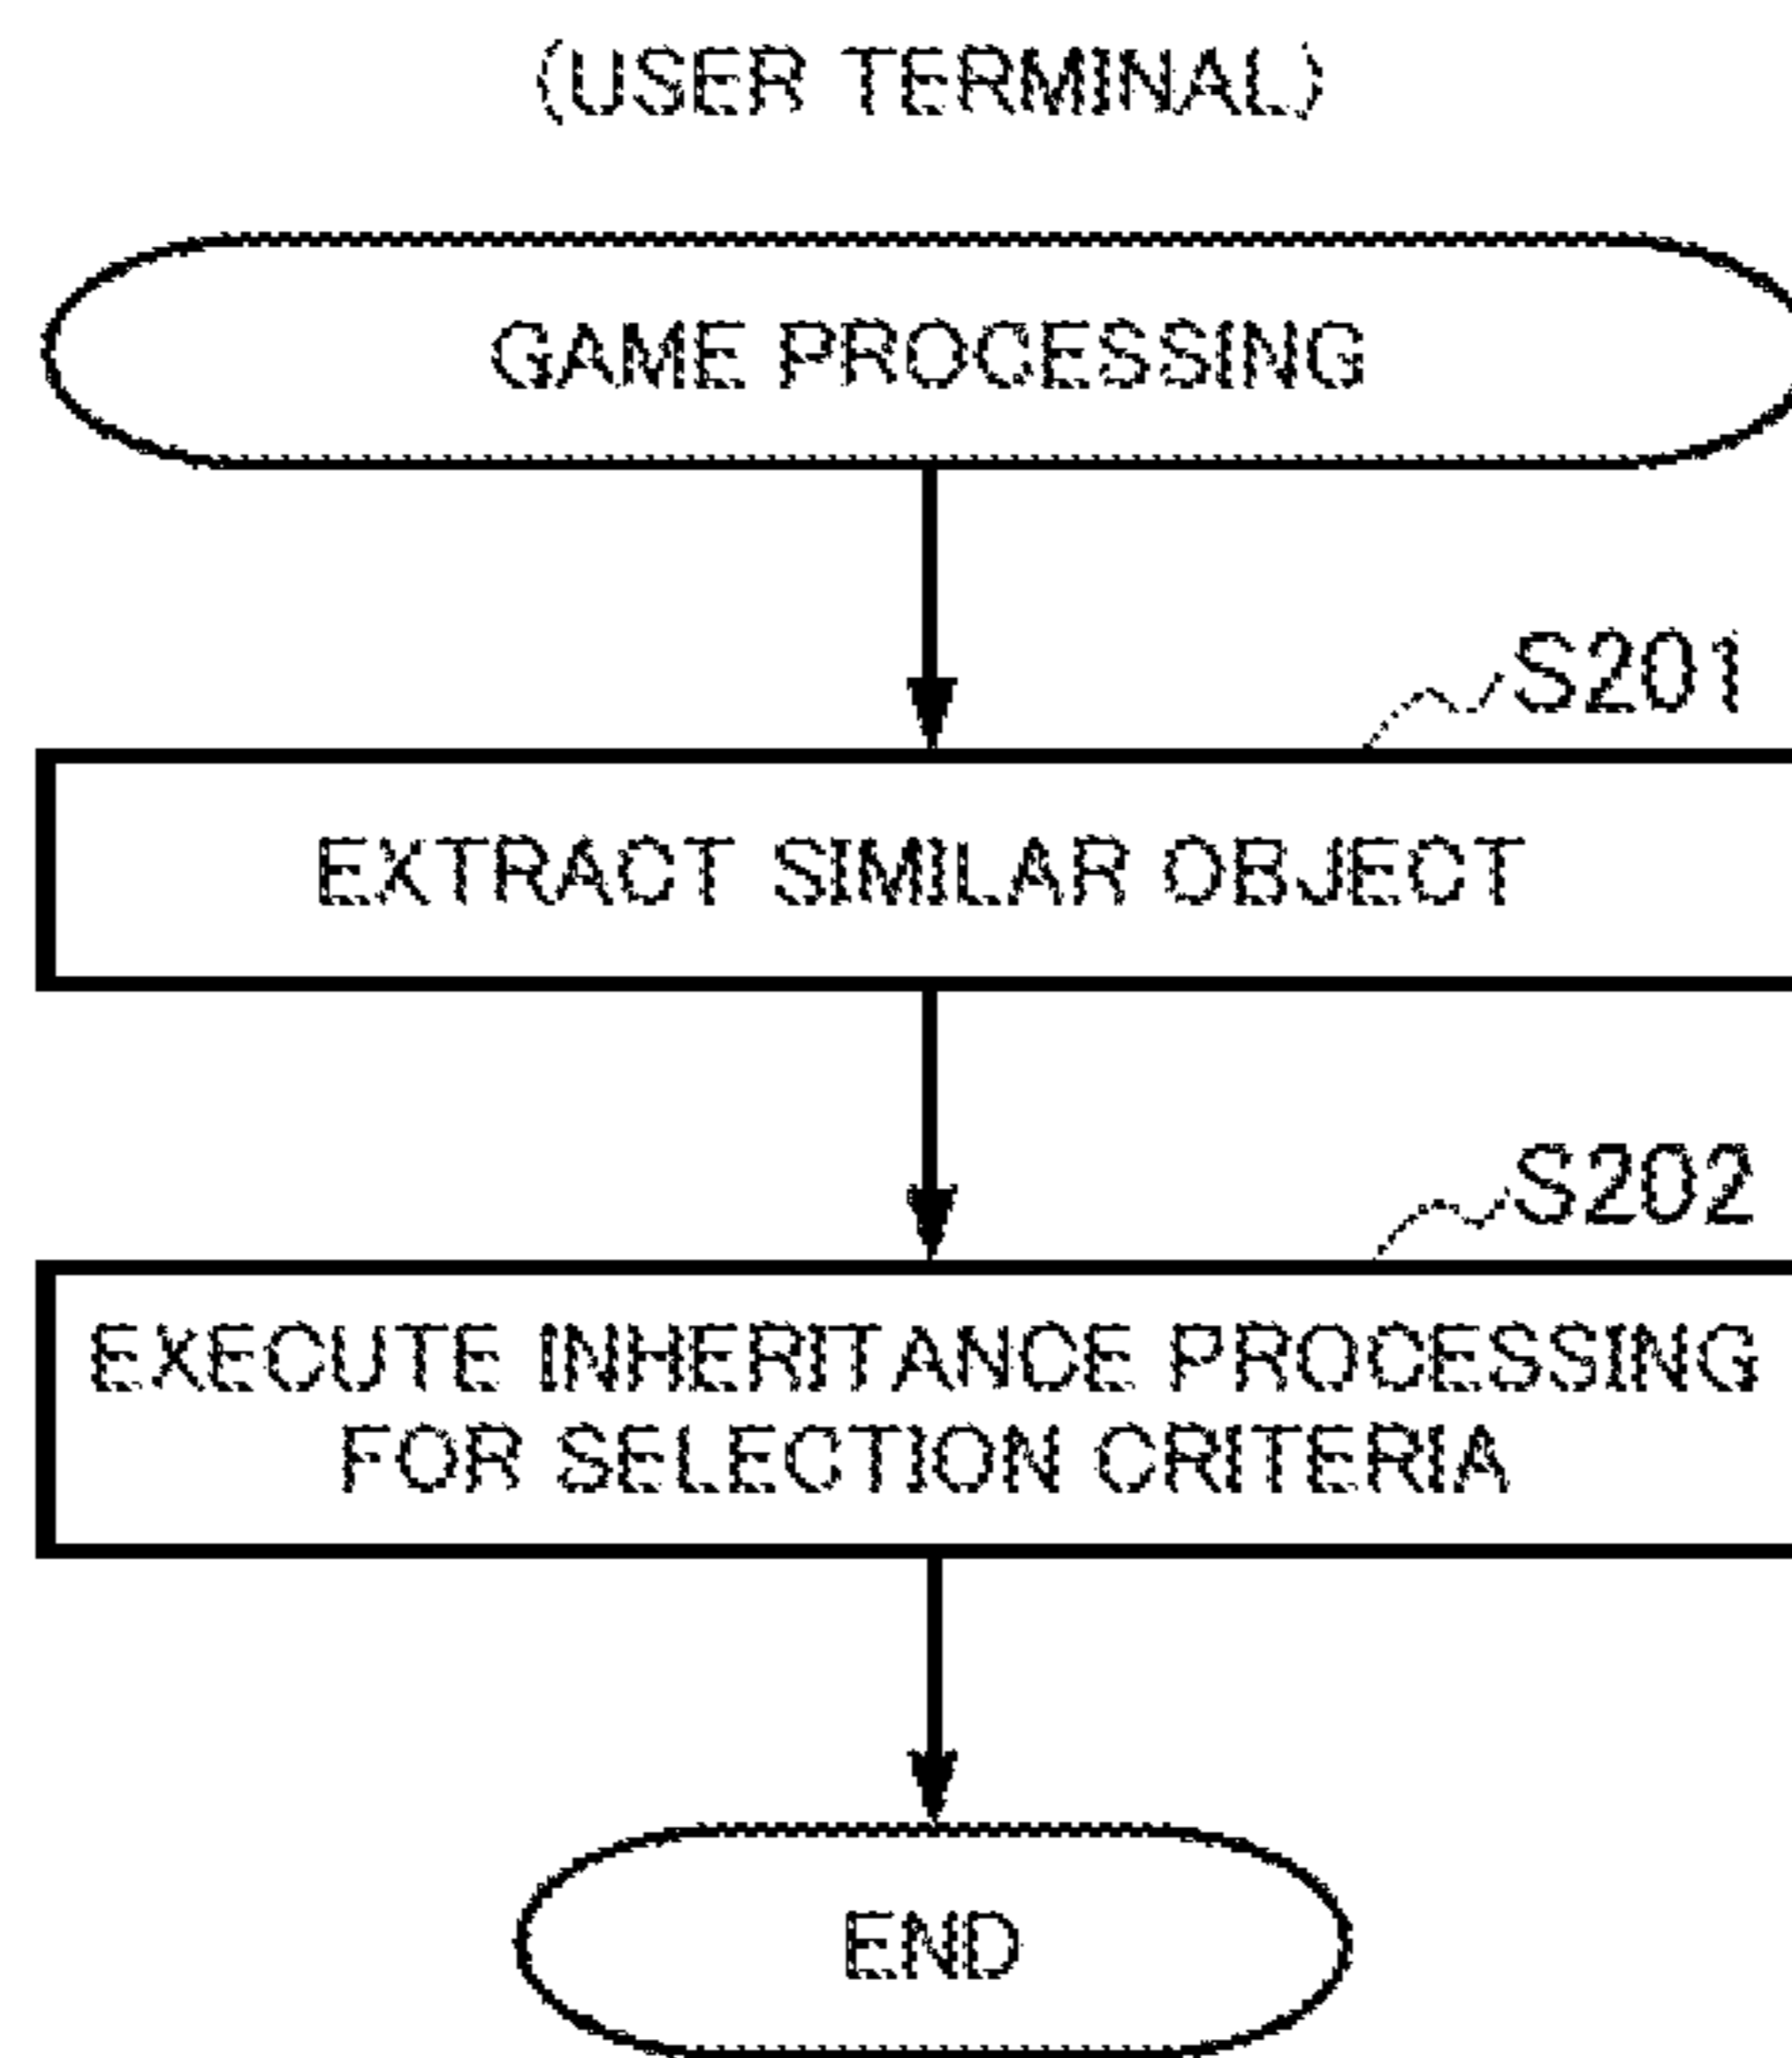 (USER TERMINAL)
GAME PROCESSING
S201
EXTRACT SIMILAR OBJECT
S202
EXECUTE INHERITANCE PROCESSING
FOR SELECTION CRITERIA
END